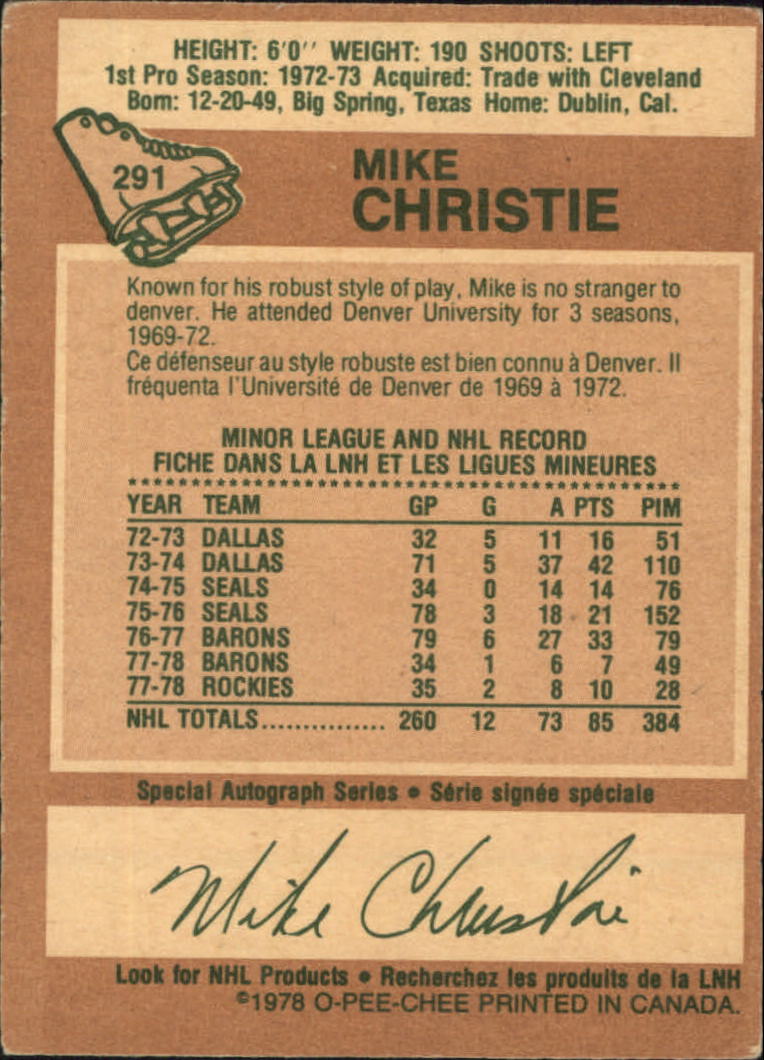 HEIGHT: 6'0'' WEIGHT: 190 SHOOTS: LEFT
1st Pro Season: 1972-73 Acquired: Trade with Cleveland
Born: 12-20-49, Big Spring, Texas Home: Dublin, Cal.
291
MIKE
CHRISTIE
Known for his robust style of play, Mike is no stranger to
denver. He attended Denver University for 3 seasons,
1969-72.
Ce défenseur au style robuste est bien connu à Denver. Il
fréquenta l'Université de Denver de 1969 à 1972.
MINOR LEAGUE AND NHL RECORD
FICHE DANS LA LNH ET LES LIGUES MINEURES
YEAR TEAM GP G A PTS PIM
72-73 DALLAS 32 5 11 16 51
73-74 DALLAS 71 5 37 42 110
74-75 SEALS 34 0 14 14 76
75-76 SEALS 78 3 18 21 152
76-77 BARONS 79 6 27 33 79
77-78 BARONS 34 1 6 7 49
77-78 ROCKIES 35 2 8 10 28
NHL TOTALS............... 260 12 73 85 384
Special Autograph Series • Série signée spéciale
Mike Christie
Look for NHL Products • Recherchez les produits de la LNH
©1978 O-PEE-CHEE PRINTED IN CANADA.